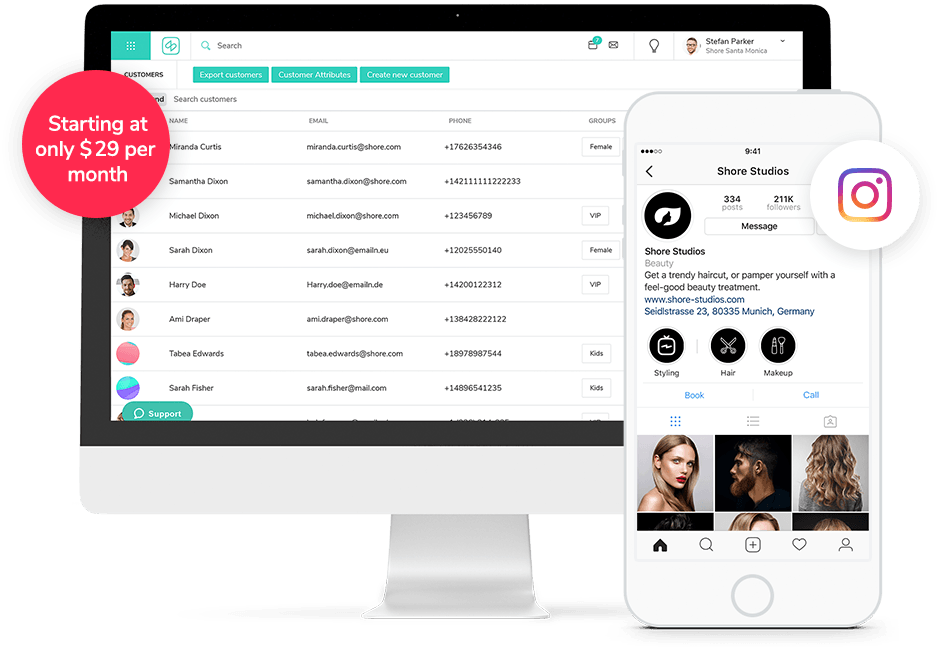 7
Search
Stefan Parker
Shore Santa Monica
CUSTOMERS
Export customers
Customer Attributes
Create new customer
Search customers
NAME EMAIL PHONE GROUPS
Miranda Curtis miranda.curtis@shore.com +17626354346 Female
Samantha Dixon samantha.dixon@shore.com +142111111222233
Michael Dixon michael.dixon@shore.com +123456789 VIP
Sarah Dixon sarah.dixon@emailn.eu +12025550140 Female
Harry Doe Harry.doe@emailn.de +14200122312 VIP
Ami Draper ami.draper@shore.com +138428222122
Tabea Edwards tabea.edwards@shore.com +18978987544 Kids
Sarah Fisher sarah.fisher@mail.com +14896541235 Kids
Support
Starting at
only $29 per
month
9:41
Shore Studios
334 211K
posts followers
Message
Shore Studios
Beauty
Get a trendy haircut, or pamper yourself with a
feel-good beauty treatment.
www.shore-studios.com
Seidlstrasse 23, 80335 Munich, Germany
Styling Hair Makeup
Book Call